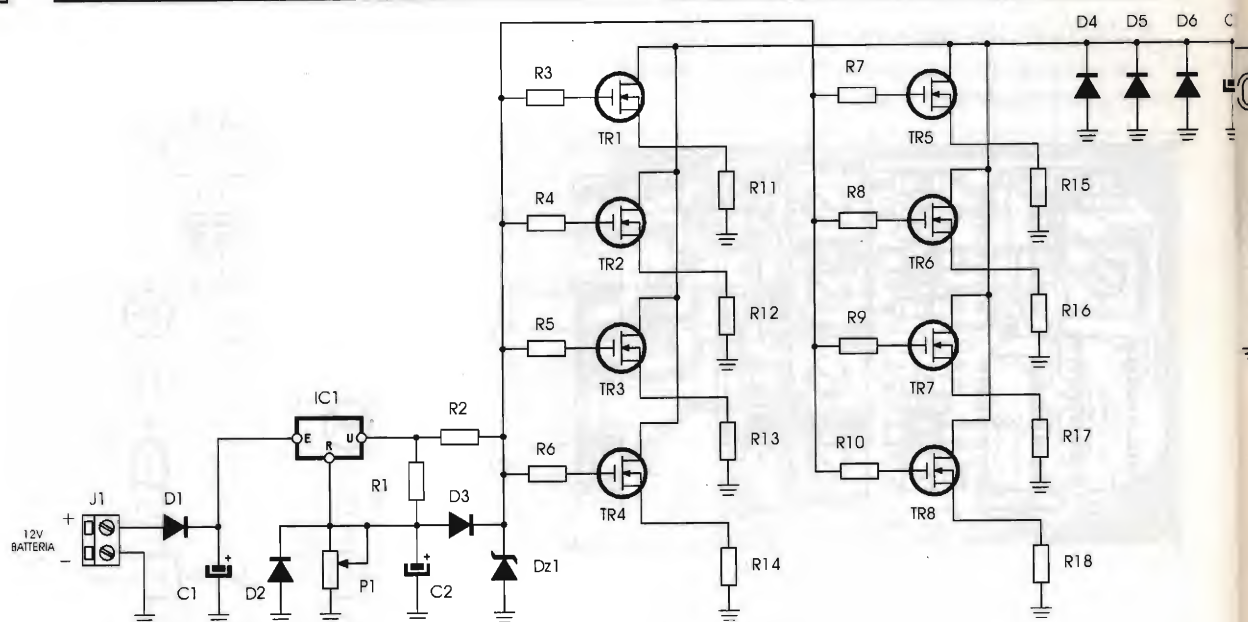 D4 D5 D6 C
R3 R7
TR1 TR5
R11 R15
R4 R8
TR2 TR6
R12 R16
R5 R9
TR3 TR7
IC1
R2
E U
R
R13 R17
R6 R10
R1
J1 D1 D3
TR4 TR8
+
12V
BATTERIA
-
+ +
C1 D2 P1 C2 Dz1 R14 R18